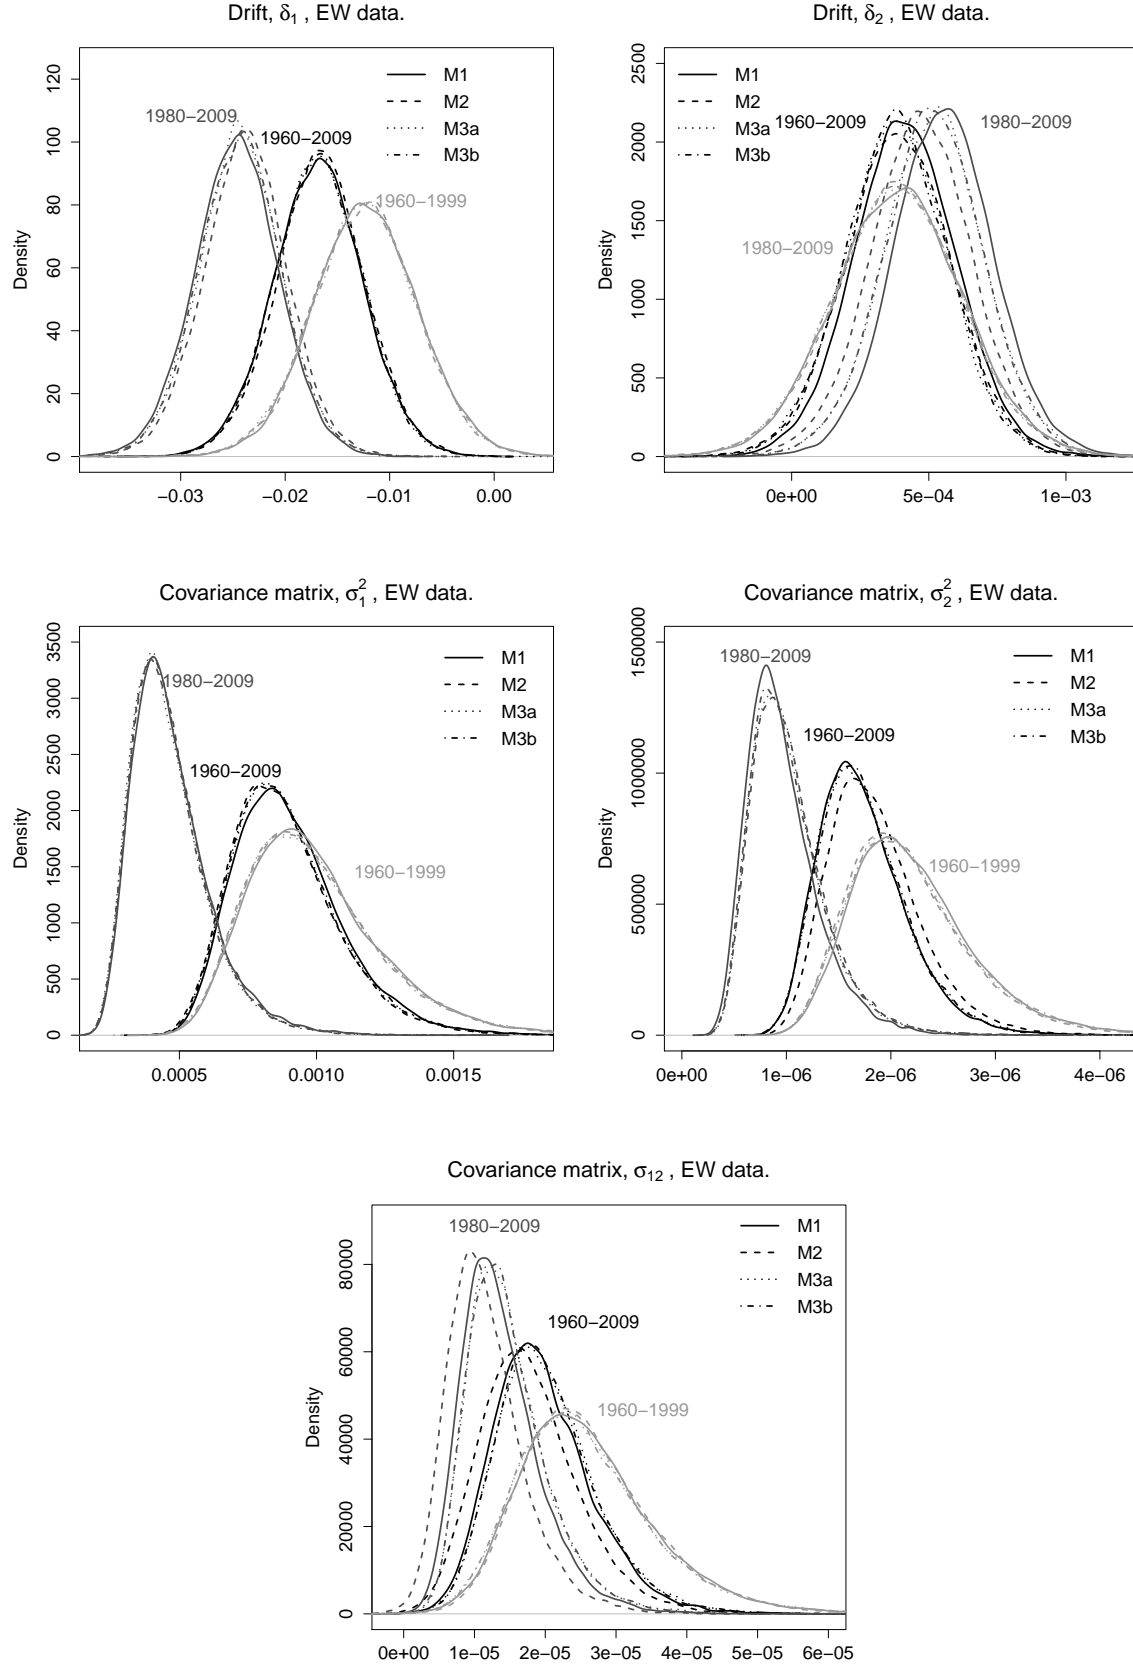 Drift, δ₁ , EW data.
Density
0
20
40
60
80
100
120
−0.03
−0.02
−0.01
0.00
1980−2009
1960−2009
1960−1999
M1
M2
M3a
M3b
Drift, δ₂ , EW data.
Density
0
500
1000
1500
2000
2500
0e+00
5e−04
1e−03
M1
M2
M3a
M3b
1960−2009
1980−2009
1980−2009
Covariance matrix, σ₁² , EW data.
Density
0
500
1000
1500
2000
2500
3000
3500
0.0005
0.0010
0.0015
1980−2009
1960−2009
1960−1999
M1
M2
M3a
M3b
Covariance matrix, σ₂² , EW data.
Density
0
500000
1000000
1500000
0e+00
1e−06
2e−06
3e−06
4e−06
1980−2009
1960−2009
1960−1999
M1
M2
M3a
M3b
Covariance matrix, σ₁₂ , EW data.
Density
0
20000
40000
60000
80000
0e+00
1e−05
2e−05
3e−05
4e−05
5e−05
6e−05
1980−2009
1960−2009
1960−1999
M1
M2
M3a
M3b